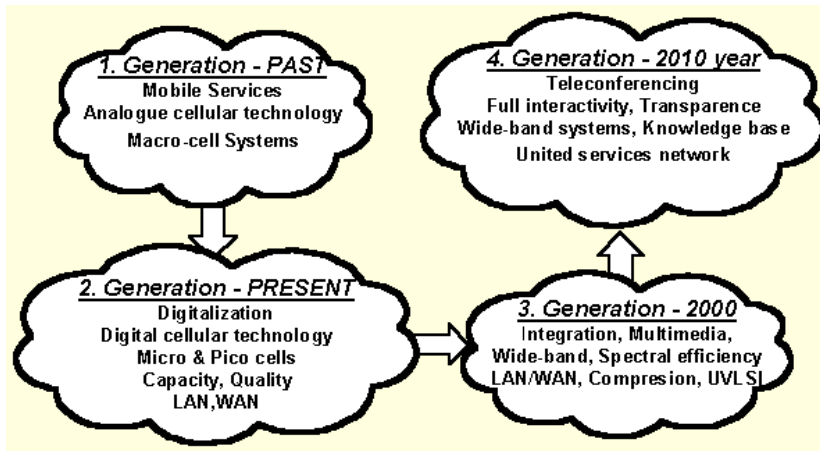 1. Generation - PAST
Mobile Services
Analogue cellular technology
Macro-cell Systems
2. Generation - PRESENT
Digitalization
Digital cellular technology
Micro & Pico cells
Capacity, Quality
LAN,WAN
3. Generation - 2000
Integration, Multimedia,
Wide-band, Spectral efficiency
LAN/WAN, Compresion, UVLSI
4. Generation - 2010 year
Teleconferencing
Full interactivity, Transparence
Wide-band systems, Knowledge base
United services network